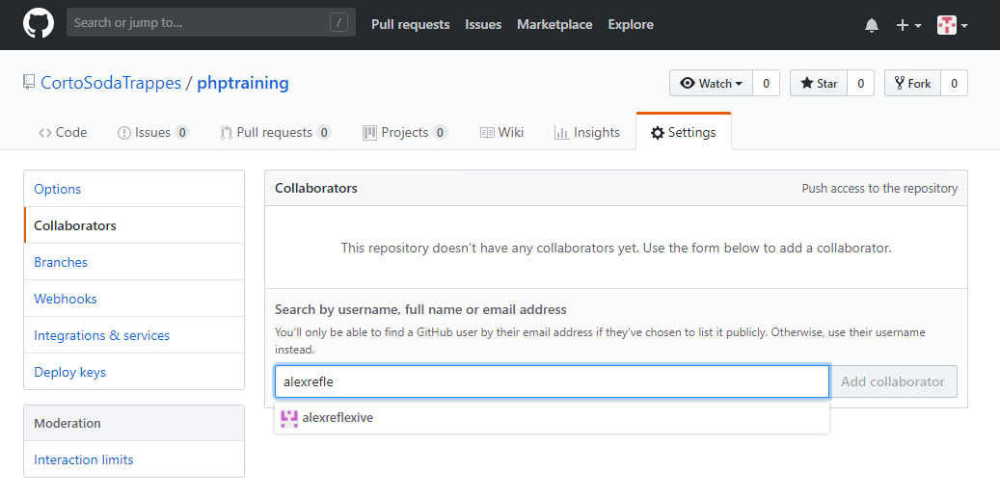 Search or jump to...
/
Pull requests Issues Marketplace Explore
CortoSodaTrappes / phptraining
Watch 0 Star 0 Fork 0
Code Issues 0 Pull requests 0 Projects 0 Wiki Insights Settings
Options
Collaborators
Branches
Webhooks
Integrations & services
Deploy keys
Moderation
Interaction limits
Collaborators Push access to the repository
This repository doesn't have any collaborators yet. Use the form below to add a collaborator.
Search by username, full name or email address
You'll only be able to find a GitHub user by their email address if they've chosen to list it publicly. Otherwise, use their username
instead.
alexrefle Add collaborator
alexreflexive